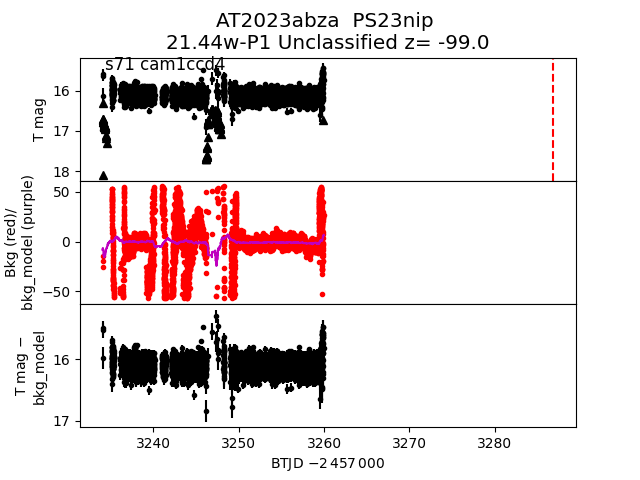 AT2023abza  PS23nip
21.44w-P1 Unclassified z= -99.0
s71 cam1ccd4
16
17
18
T mag
50
0
−50
Bkg (red)/
bkg_model (purple)
16
17
T mag −
bkg_model
3240
3250
3260
3270
3280
BTJD −2 457 000